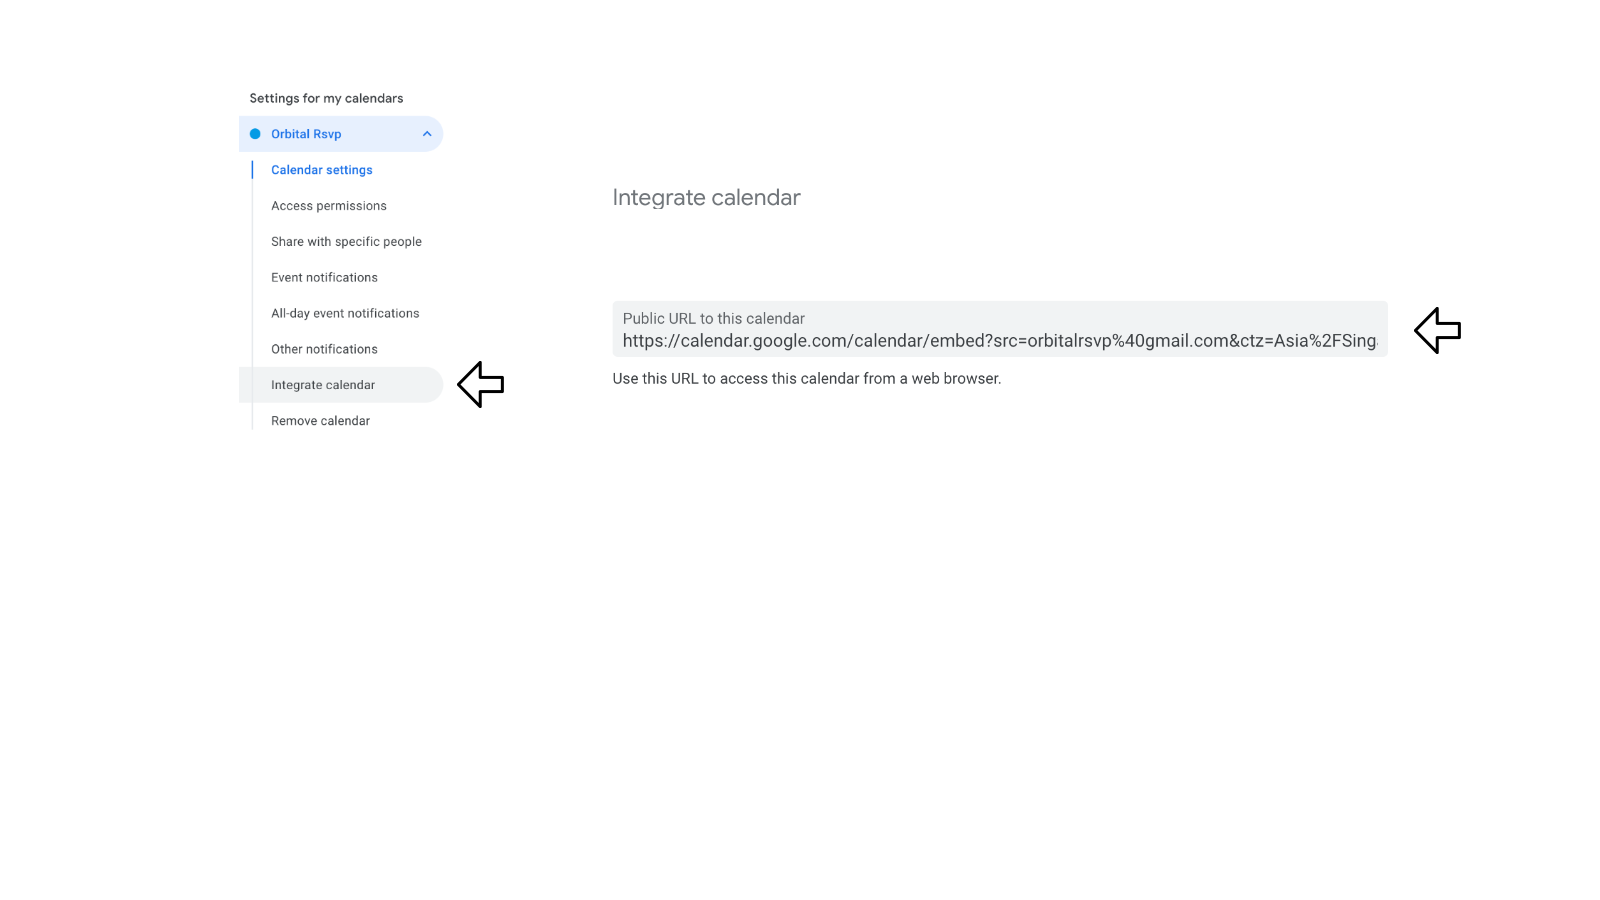 Settings for my calendars
Orbital Rsvp
Calendar settings
Access permissions
Share with specific people
Event notifications
All-day event notifications
Other notifications
Integrate calendar
Remove calendar
Integrate calendar
Public URL to this calendar
https://calendar.google.com/calendar/embed?src=orbitalrsvp%40gmail.com&ctz=Asia%2FSing
Use this URL to access this calendar from a web browser.